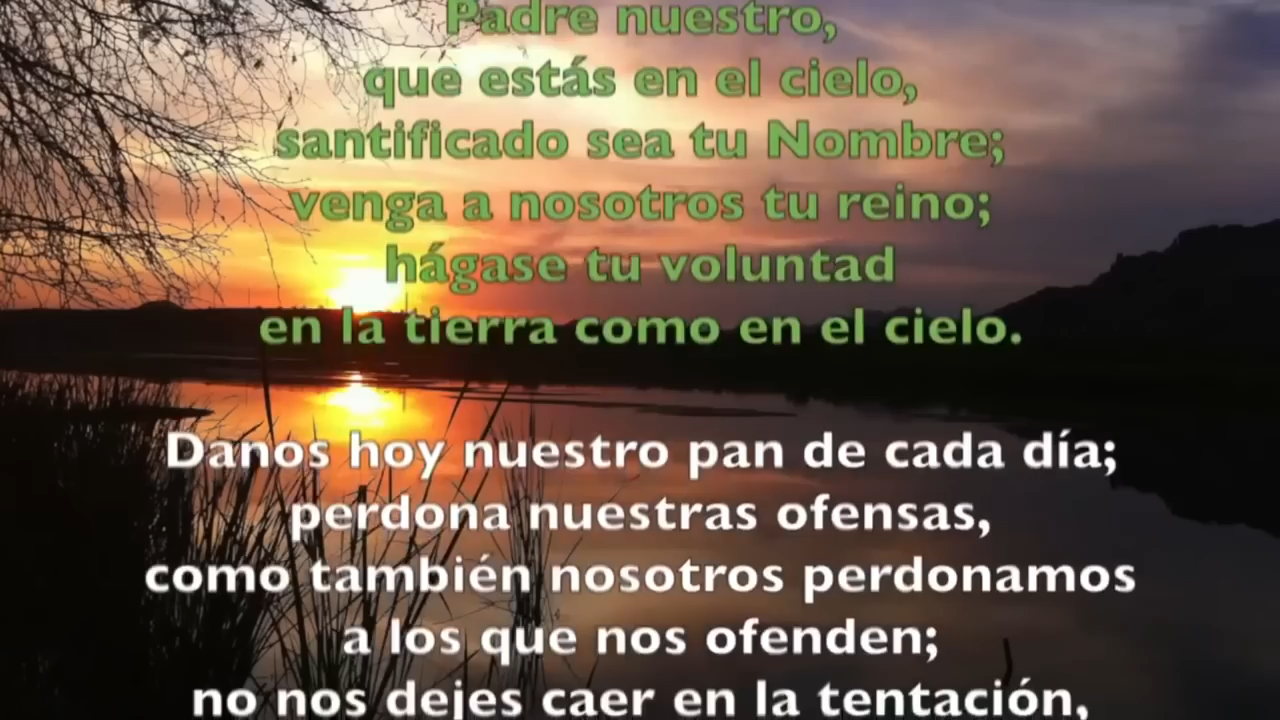 Padre nuestro,
que estás en el cielo,
santificado sea tu Nombre;
venga a nosotros tu reino;
hágase tu voluntad
en la tierra como en el cielo.
Danos hoy nuestro pan de cada día;
perdona nuestras ofensas,
como también nosotros perdonamos
a los que nos ofenden;
no nos dejes caer en la tentación,